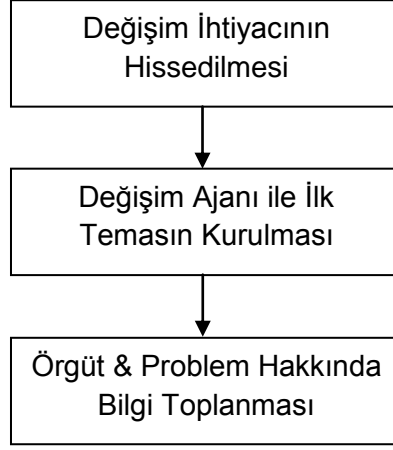 Değişim İhtiyacının
Hissedilmesi
Değişim Ajanı ile İlk
Temasın Kurulması
Örgüt & Problem Hakkında
Bilgi Toplanması